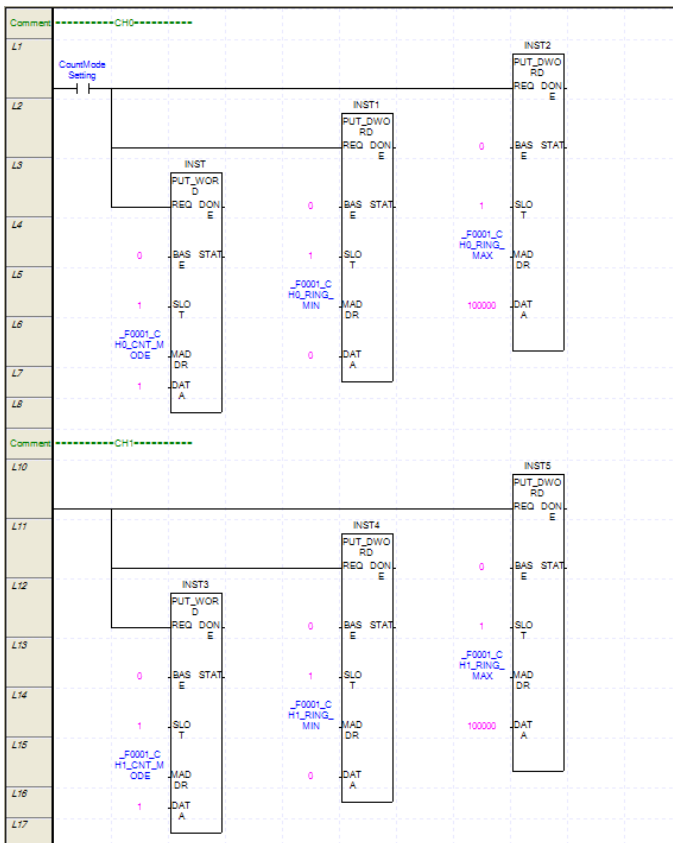 Comment
-----------CH0-----------
L1
INST2
CountMode
Setting
PUT_DWO
RD
REQ DON
E
L2
INST1
PUT_DWO
RD
REQ DON
E
0
BAS STAT
E
L3
INST
PUT_WOR
D
REQ DON
E
0
BAS STAT
E
1
SLO
T
L4
_F0001_C
H0_RING_
MAX
MAD
DR
0
BAS STAT
E
1
SLO
T
L5
_F0001_C
H0_RING_
MIN
MAD
DR
1
SLO
T
100000
DAT
A
L6
_F0001_C
H0_CNT_M
ODE
MAD
DR
0
DAT
A
L7
1
DAT
A
L8
Comment
-----------CH1-----------
L10
INST5
PUT_DWO
RD
REQ DON
E
L11
INST4
PUT_DWO
RD
REQ DON
E
0
BAS STAT
E
L12
INST3
PUT_WOR
D
REQ DON
E
0
BAS STAT
E
1
SLO
T
L13
_F0001_C
H1_RING_
MAX
MAD
DR
0
BAS STAT
E
1
SLO
T
L14
_F0001_C
H1_RING_
MIN
MAD
DR
1
SLO
T
100000
DAT
A
L15
_F0001_C
H1_CNT_M
ODE
MAD
DR
0
DAT
A
L16
1
DAT
A
L17